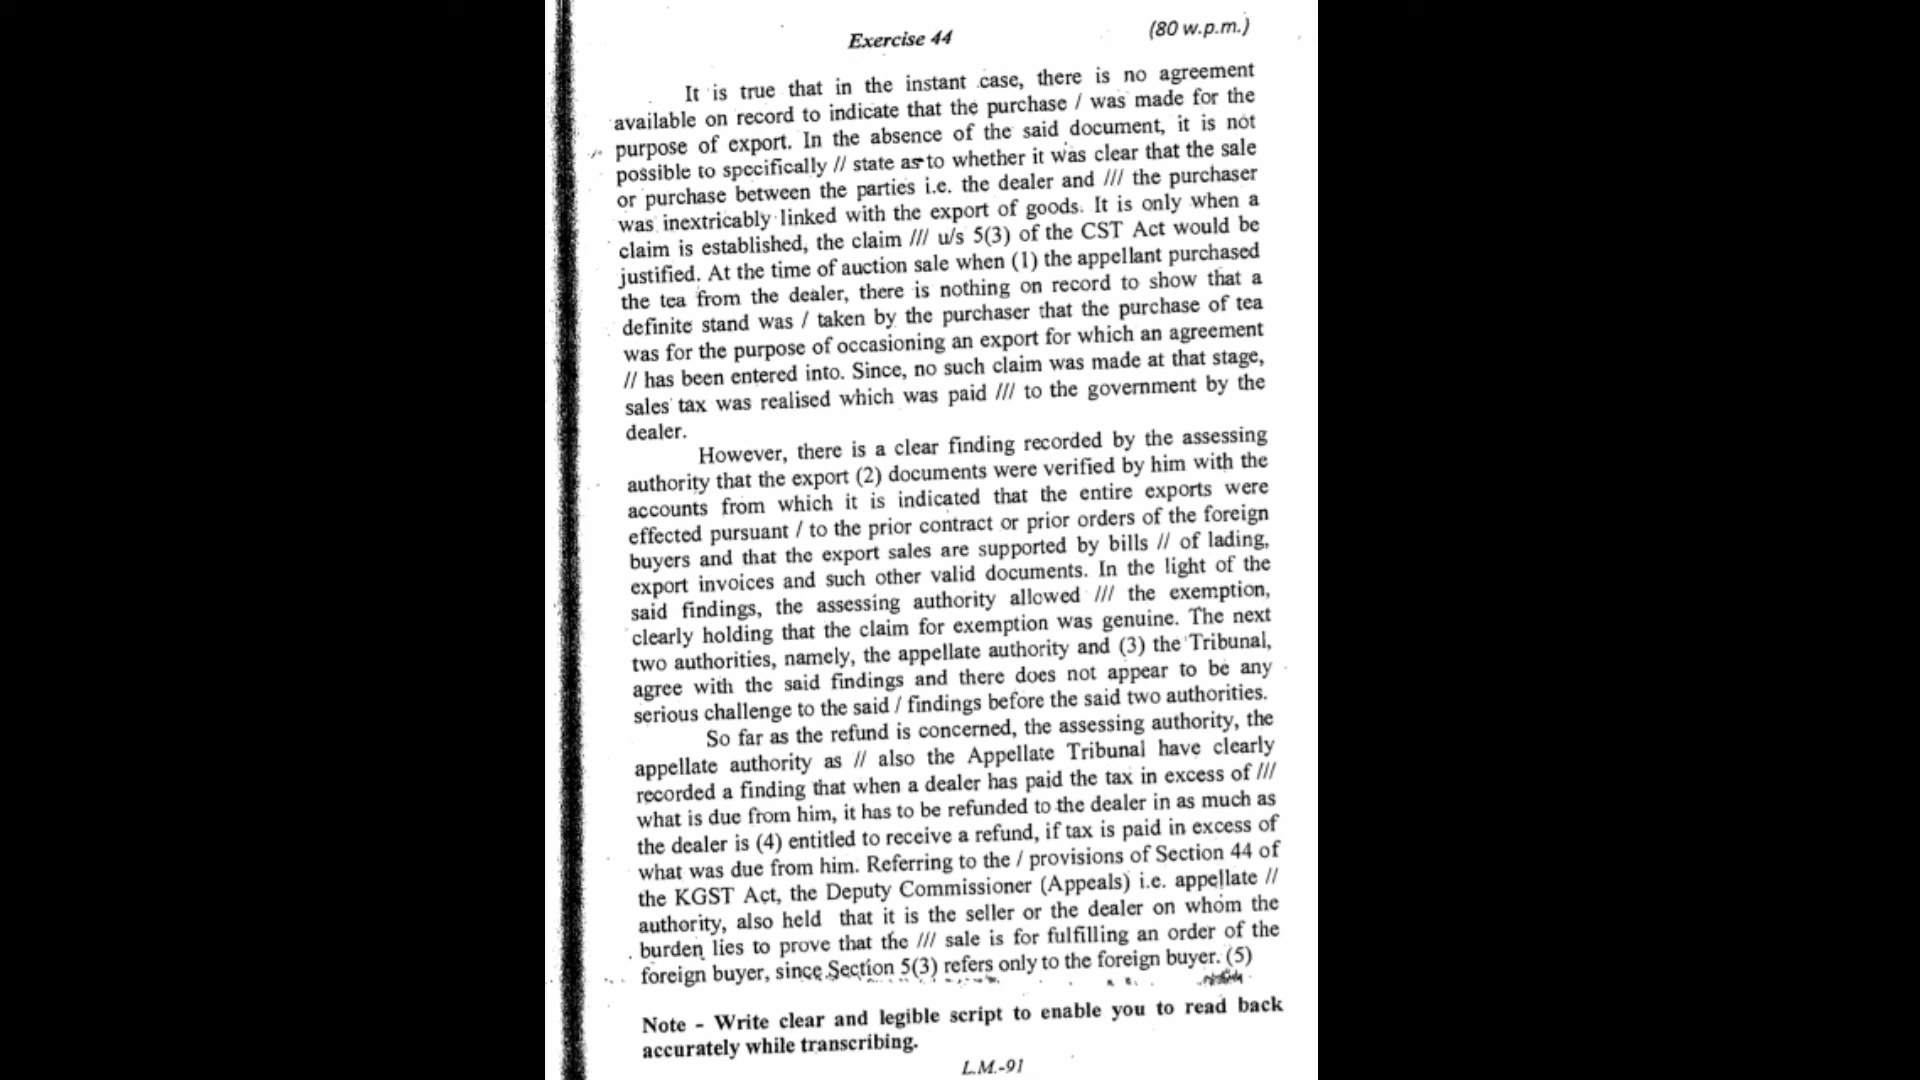 Exercise 44
(80 w.p.m.)
It is true that in the instant case, there is no agreement
available on record to indicate that the purchase / was made for the
purpose of export. In the absence of the said document, it is not
possible to specifically // state as to whether it was clear that the sale
or purchase between the parties i.e. the dealer and /// the purchaser
was inextricably linked with the export of goods. It is only when a
claim is established, the claim /// u/s 5(3) of the CST Act would be
justified. At the time of auction sale when (1) the appellant purchased
the tea from the dealer, there is nothing on record to show that a
definite stand was / taken by the purchaser that the purchase of tea
was for the purpose of occasioning an export for which an agreement
// has been entered into. Since, no such claim was made at that stage,
sales tax was realised which was paid /// to the government by the
dealer.
However, there is a clear finding recorded by the assessing
authority that the export (2) documents were verified by him with the
accounts from which it is indicated that the entire exports were
effected pursuant / to the prior contract or prior orders of the foreign
buyers and that the export sales are supported by bills // of lading,
export invoices and such other valid documents. In the light of the
said findings, the assessing authority allowed /// the exemption,
clearly holding that the claim for exemption was genuine. The next
two authorities, namely, the appellate authority and (3) the Tribunal,
agree with the said findings and there does not appear to be any
serious challenge to the said / findings before the said two authorities.
So far as the refund is concerned, the assessing authority, the
appellate authority as // also the Appellate Tribunal have clearly
recorded a finding that when a dealer has paid the tax in excess of ///
what is due from him, it has to be refunded to the dealer in as much as
the dealer is (4) entitled to receive a refund, if tax is paid in excess of
what was due from him. Referring to the / provisions of Section 44 of
the KGST Act, the Deputy Commissioner (Appeals) i.e. appellate //
authority, also held that it is the seller or the dealer on whom the
burden lies to prove that the /// sale is for fulfilling an order of the
foreign buyer, since Section 5(3) refers only to the foreign buyer. (5)
Note - Write clear and legible script to enable you to read back
accurately while transcribing.
L.M.-91